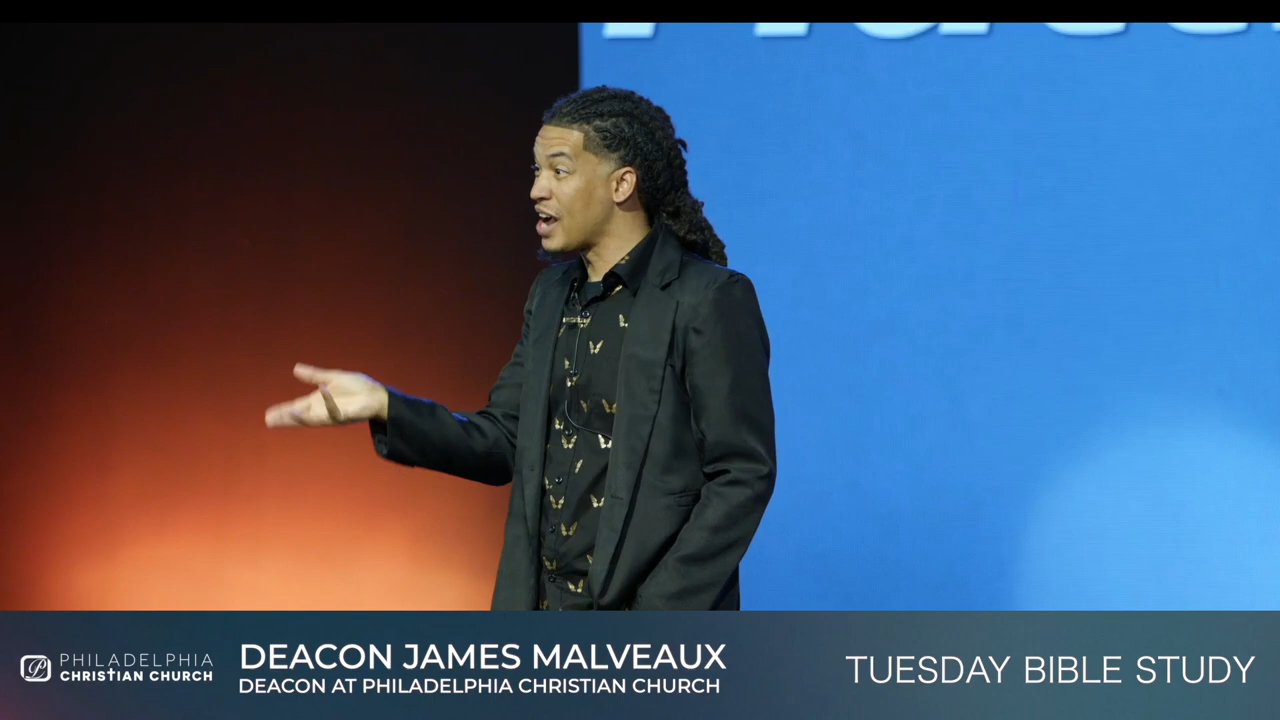 PHILADELPHIA
CHRISTIAN CHURCH
DEACON JAMES MALVEAUX
DEACON AT PHILADELPHIA CHRISTIAN CHURCH
TUESDAY BIBLE STUDY